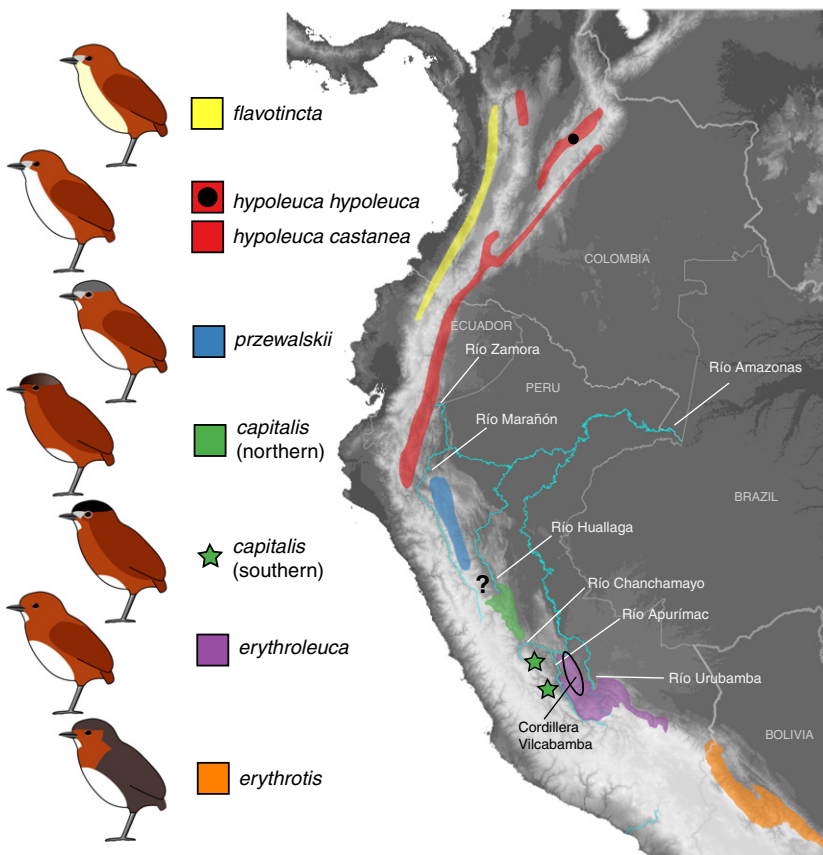 flavotincta
hypoleuca hypoleuca
hypoleuca castanea
przewalskii
capitalis
(northern)
capitalis
(southern)
erythroleuca
erythrotis
COLOMBIA
ECUADOR
Río Zamora
PERU
Río Amazonas
Río Marañón
BRAZIL
Río Huallaga
?
Río Chanchamayo
Río Apurímac
Río Urubamba
Cordillera
Vilcabamba
BOLIVIA